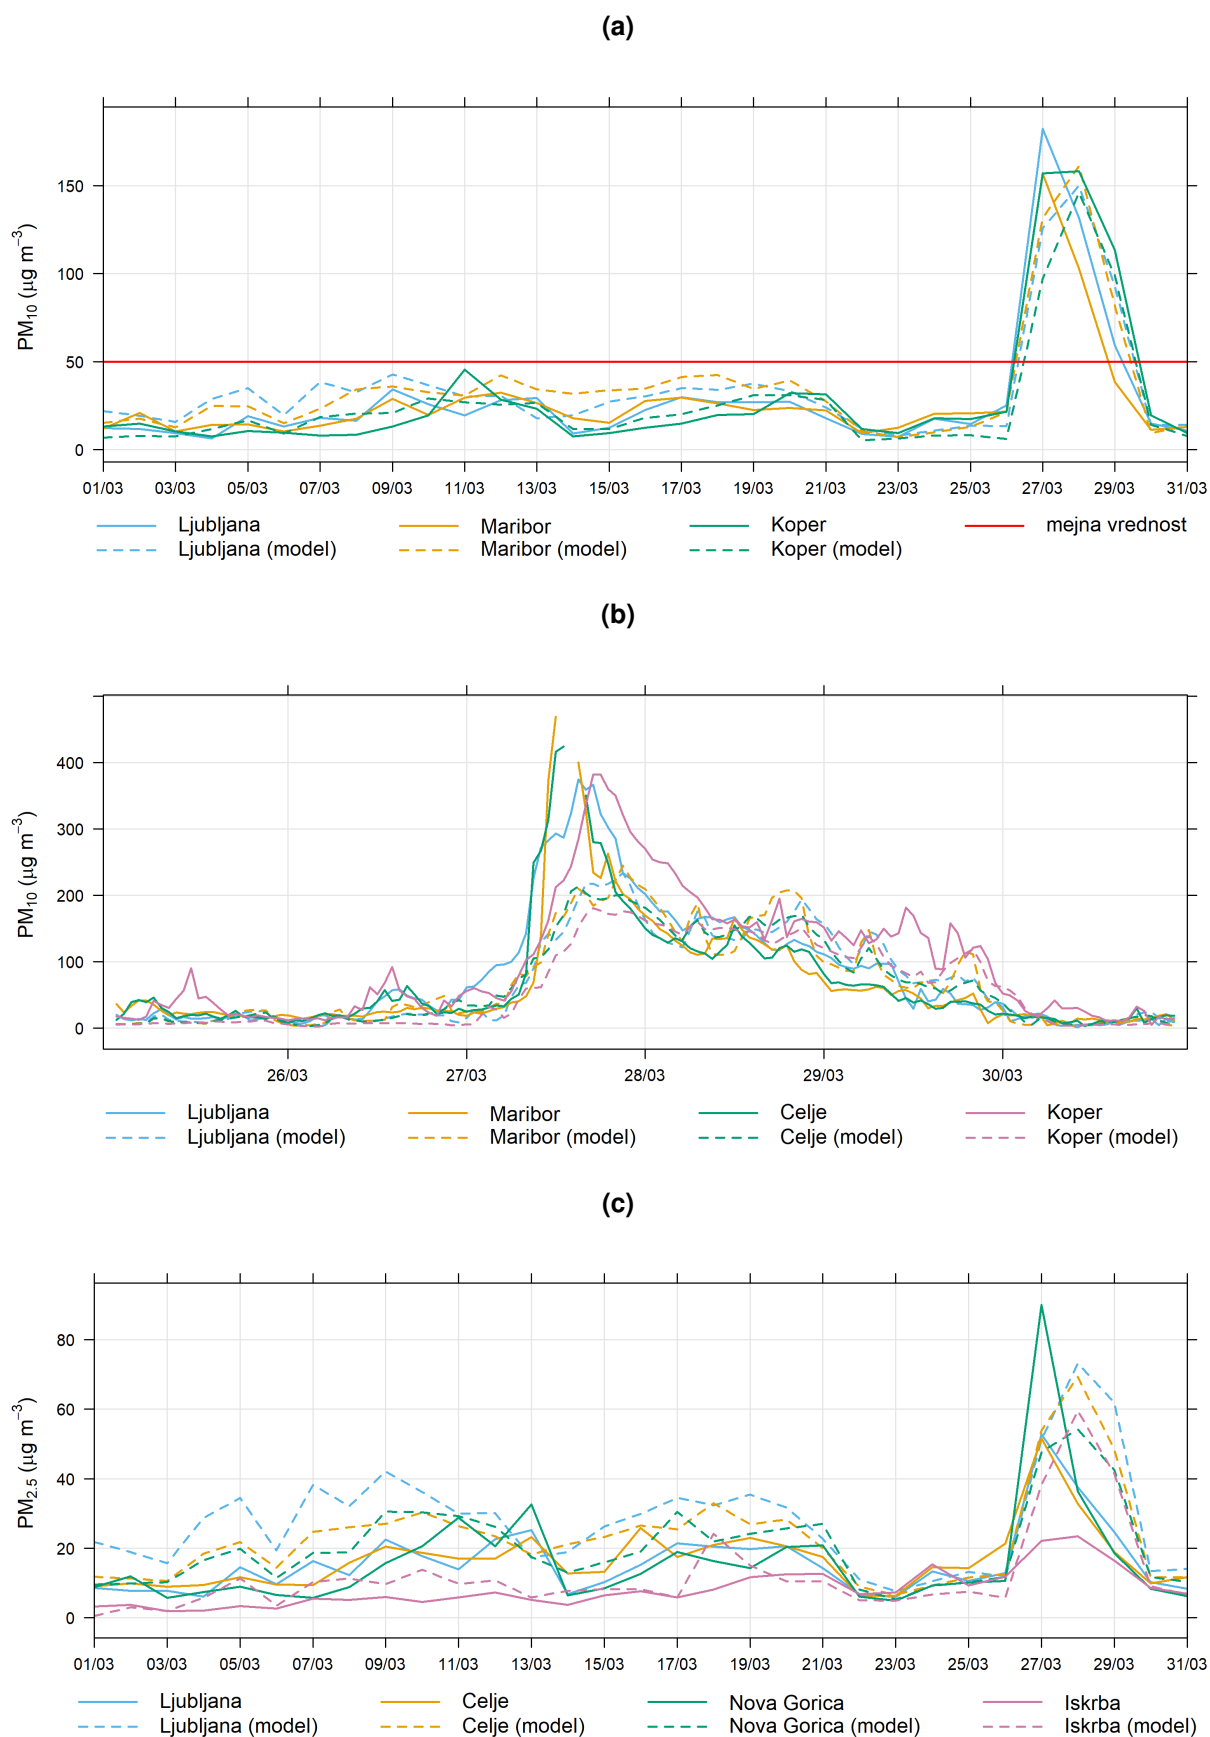 (a)
PM10 (µg m−3)
150
100
50
0
01/03 03/03 05/03 07/03 09/03 11/03 13/03 15/03 17/03 19/03 21/03 23/03 25/03 27/03 29/03 31/03
Ljubljana Maribor Koper mejna vrednost
Ljubljana (model) Maribor (model) Koper (model)
(b)
PM10 (µg m−3)
400
300
200
100
0
26/03 27/03 28/03 29/03 30/03
Ljubljana Maribor Celje Koper
Ljubljana (model) Maribor (model) Celje (model) Koper (model)
(c)
PM2.5 (µg m−3)
80
60
40
20
0
01/03 03/03 05/03 07/03 09/03 11/03 13/03 15/03 17/03 19/03 21/03 23/03 25/03 27/03 29/03 31/03
Ljubljana Celje Nova Gorica Iskrba
Ljubljana (model) Celje (model) Nova Gorica (model) Iskrba (model)